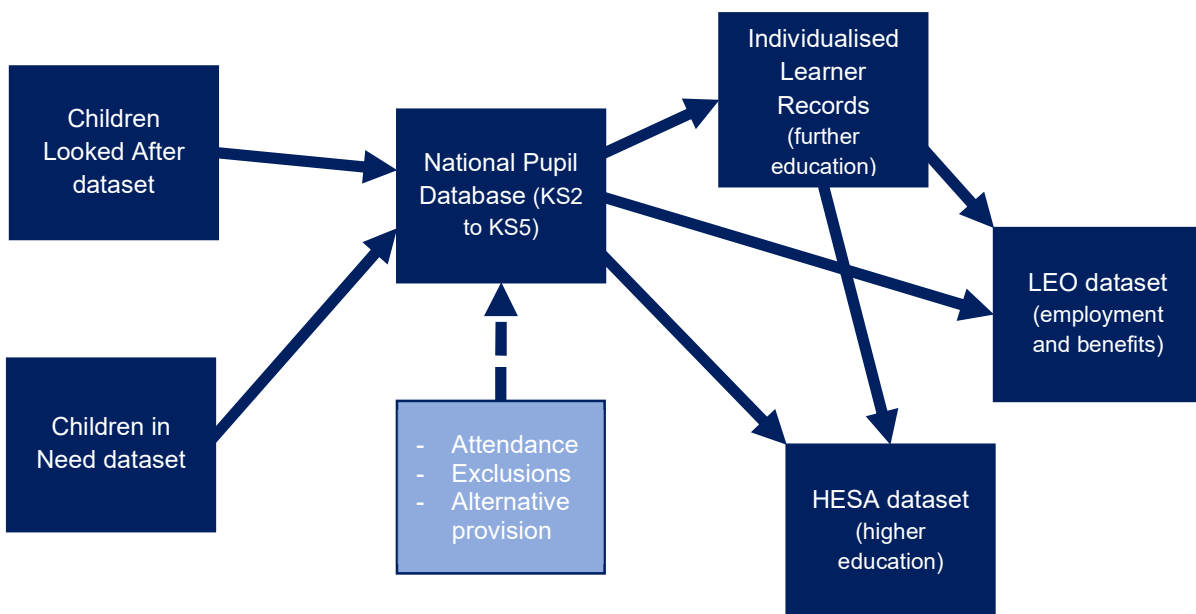 Children
Looked After
dataset
Children in
Need dataset
National Pupil
Database (KS2
to KS5)
- Attendance
- Exclusions
- Alternative
provision
Individualised
Learner
Records
(further
education)
LEO dataset
(employment
and benefits)
HESA dataset
(higher
education)